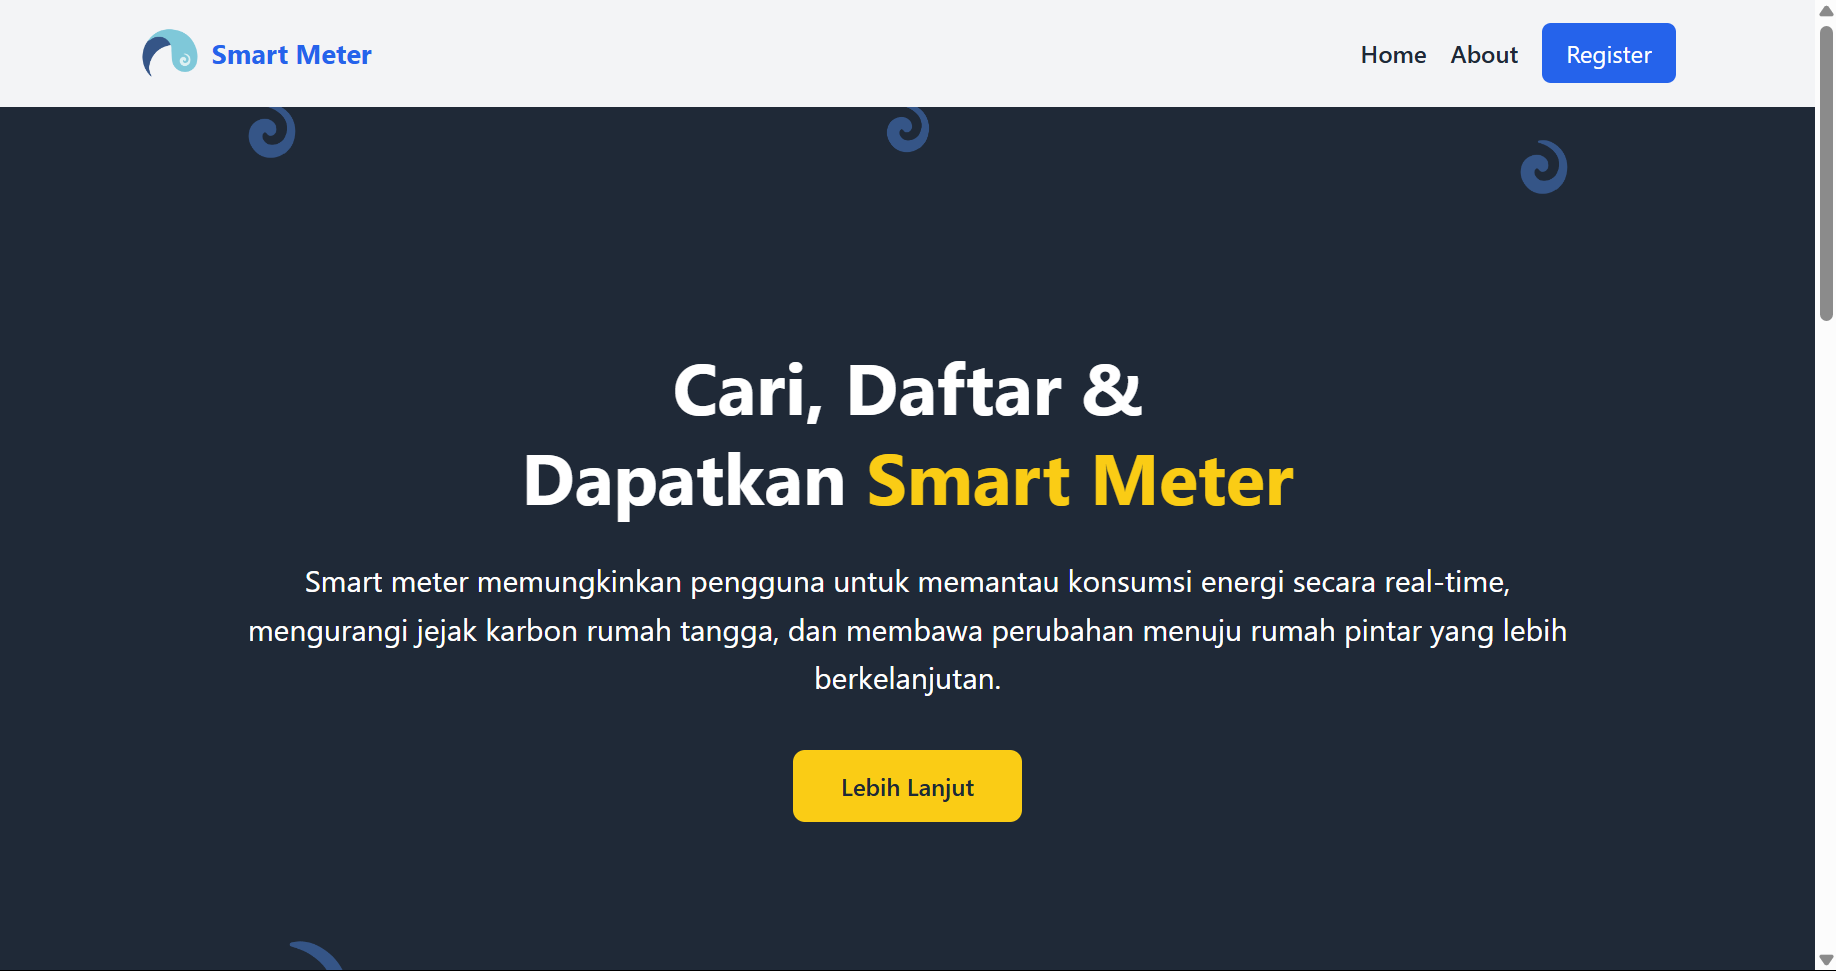 Smart Meter
Home
About
Register
Cari, Daftar &
Dapatkan Smart Meter
Smart meter memungkinkan pengguna untuk memantau konsumsi energi secara real-time,
mengurangi jejak karbon rumah tangga, dan membawa perubahan menuju rumah pintar yang lebih
berkelanjutan.
Lebih Lanjut